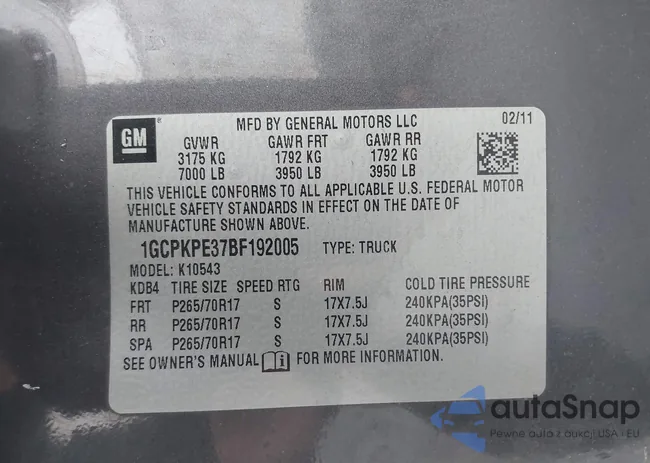 GM
MFD BY GENERAL MOTORS LLC
02/11
GVWR GAWR FRT GAWR RR
3175 KG 1792 KG 1792 KG
7000 LB 3950 LB 3950 LB
THIS VEHICLE CONFORMS TO ALL APPLICABLE U.S. FEDERAL MOTOR
VEHICLE SAFETY STANDARDS IN EFFECT ON THE DATE OF
MANUFACTURE SHOWN ABOVE.
1GCPKPE37BF192005 TYPE: TRUCK
MODEL: K10543
KDB4 TIRE SIZE SPEED RTG RIM COLD TIRE PRESSURE
FRT P265/70R17 S 17X7.5J 240KPA(35PSI)
RR P265/70R17 S 17X7.5J 240KPA(35PSI)
SPA P265/70R17 S 17X7.5J 240KPA(35PSI)
SEE OWNER'S MANUAL FOR MORE INFORMATION.
autoSnap
Pewne auto z aukcji USA i EU